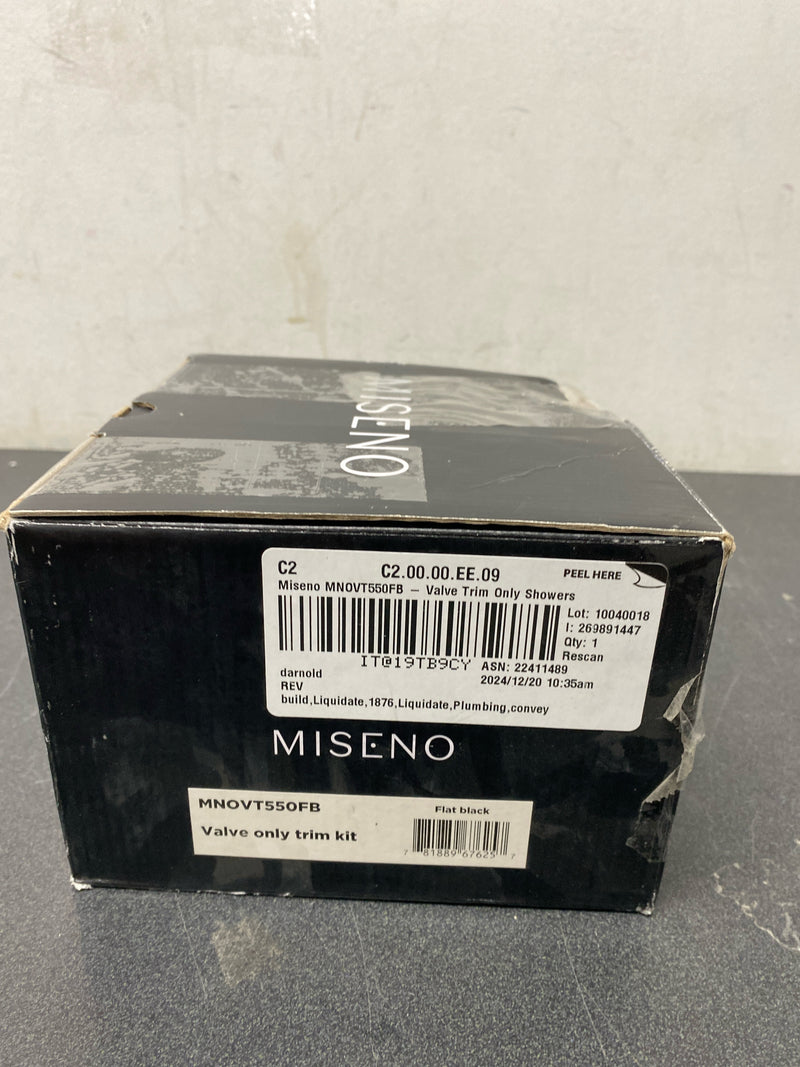 MISENO
C2 C2.00.00.EE.09 PEEL HERE
Miseno MNOVT550FB – Valve Trim Only Showers
Lot: 10040018
I: 269891447
Qty: 1
Rescan
IT@19TB9CY ASN: 22411489
darnold 2024/12/20 10:35am
REV
build,Liquidate,1876,Liquidate,Plumbing,convey
MISENO
MNOVT550FB Flat black
Valve only trim kit
7 81889 67625 7